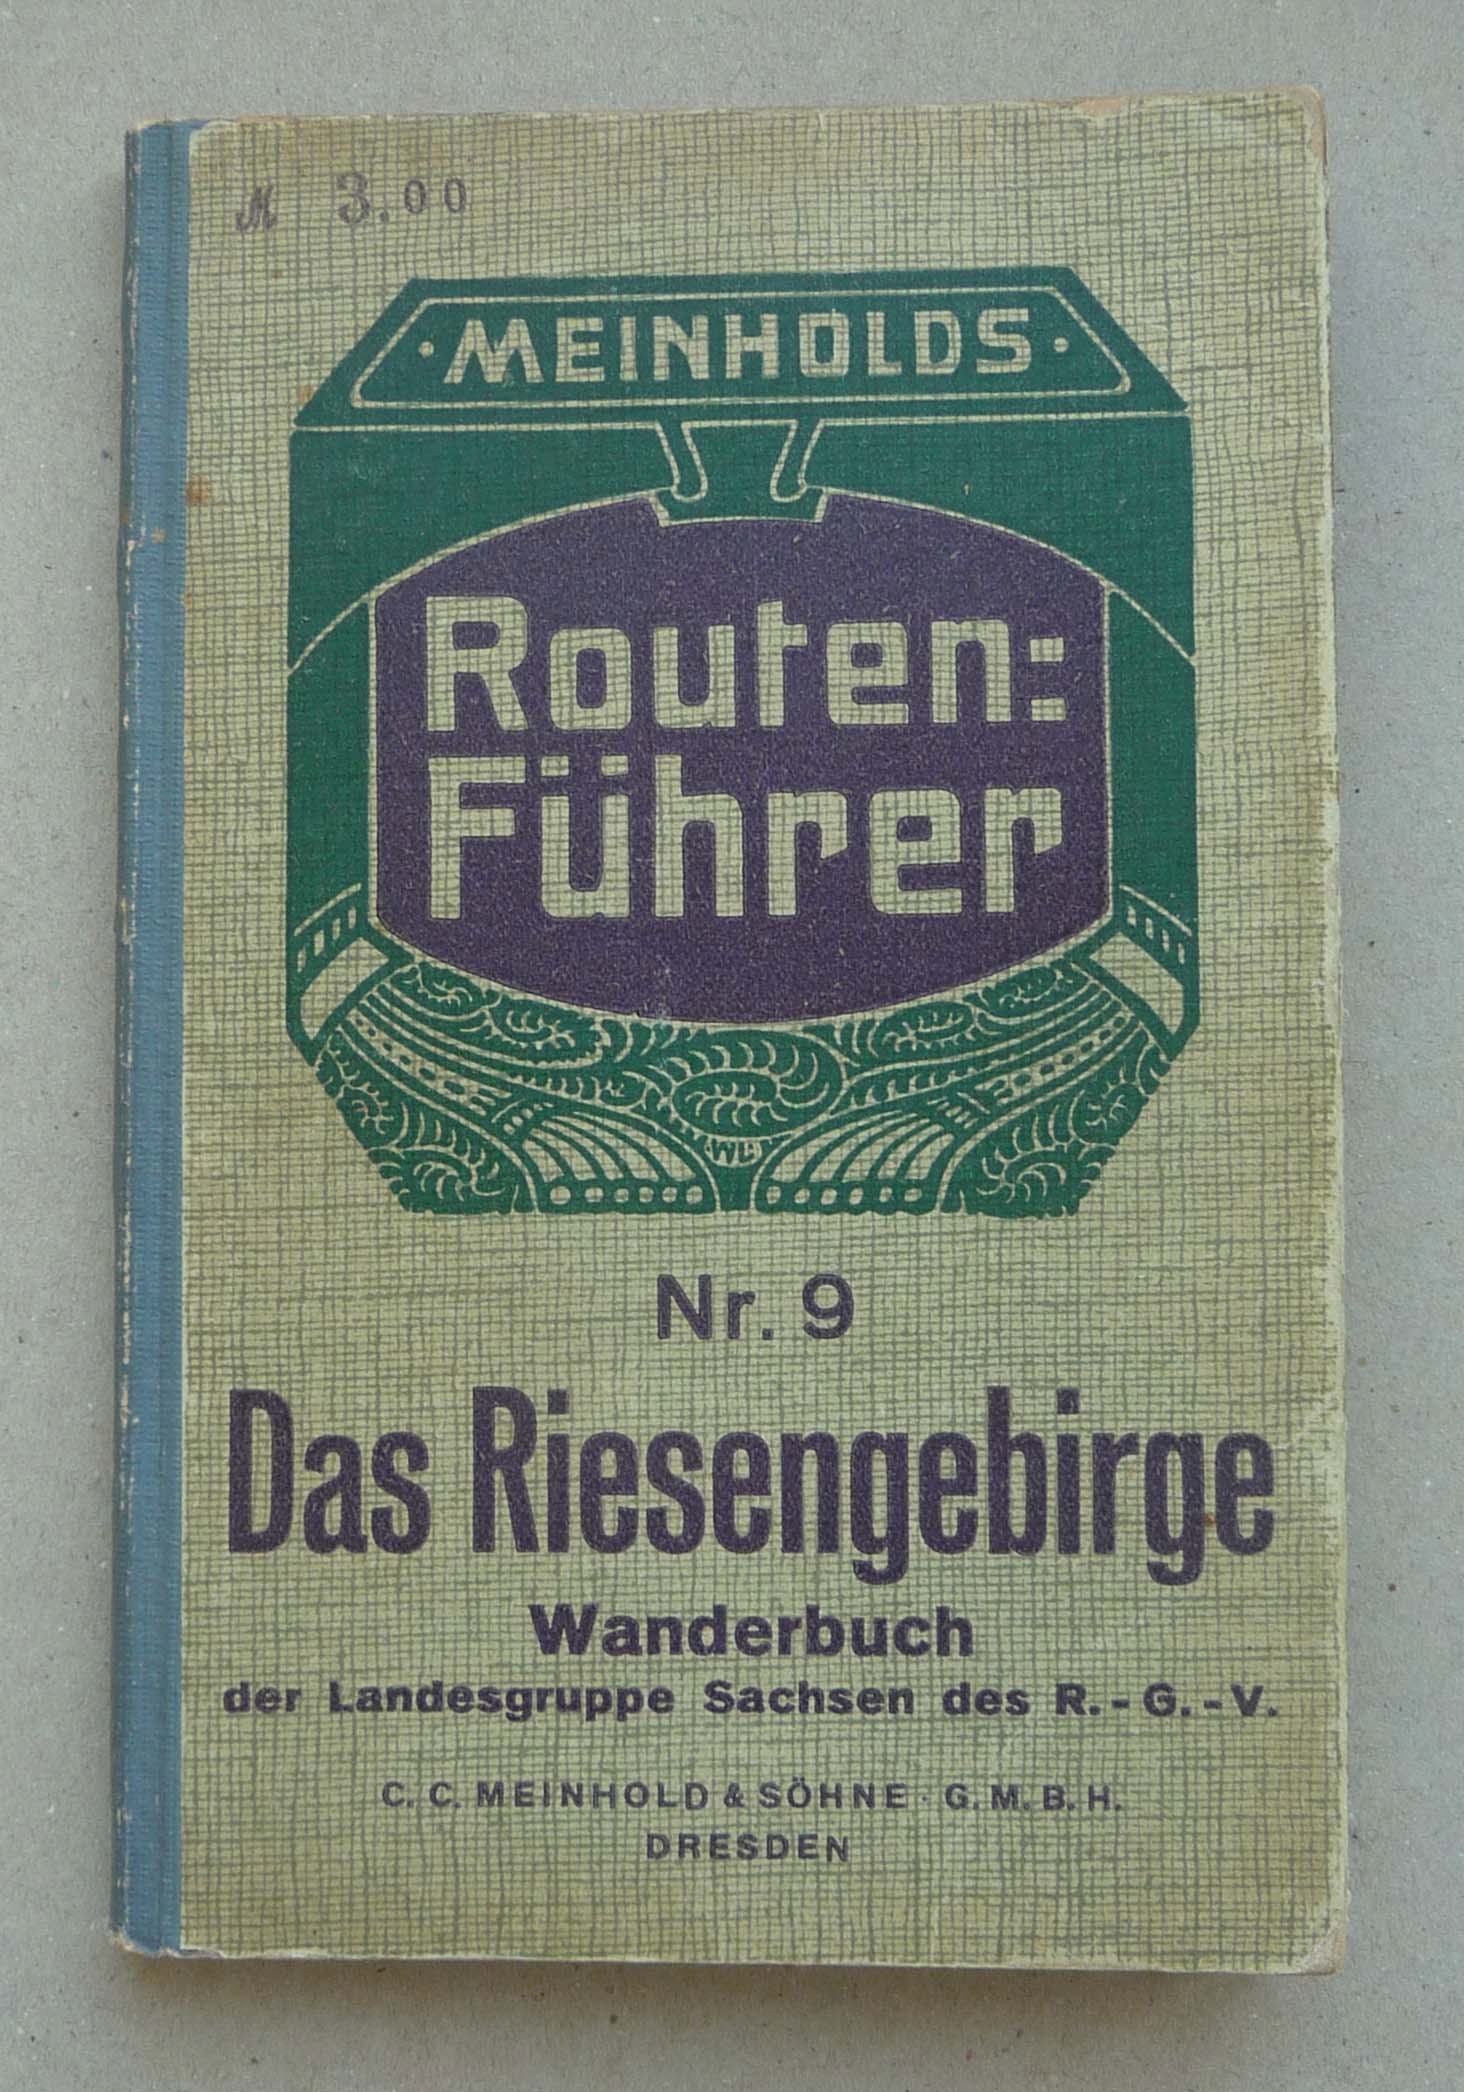 M 3.00
· MEINHOLDS ·
Routen:
Führer
Nr. 9
Das Riesengebirge
Wanderbuch
der Landesgruppe Sachsen des R.-G.-V.
C. C. MEINHOLD & SÖHNE · G. M. B. H.
DRESDEN